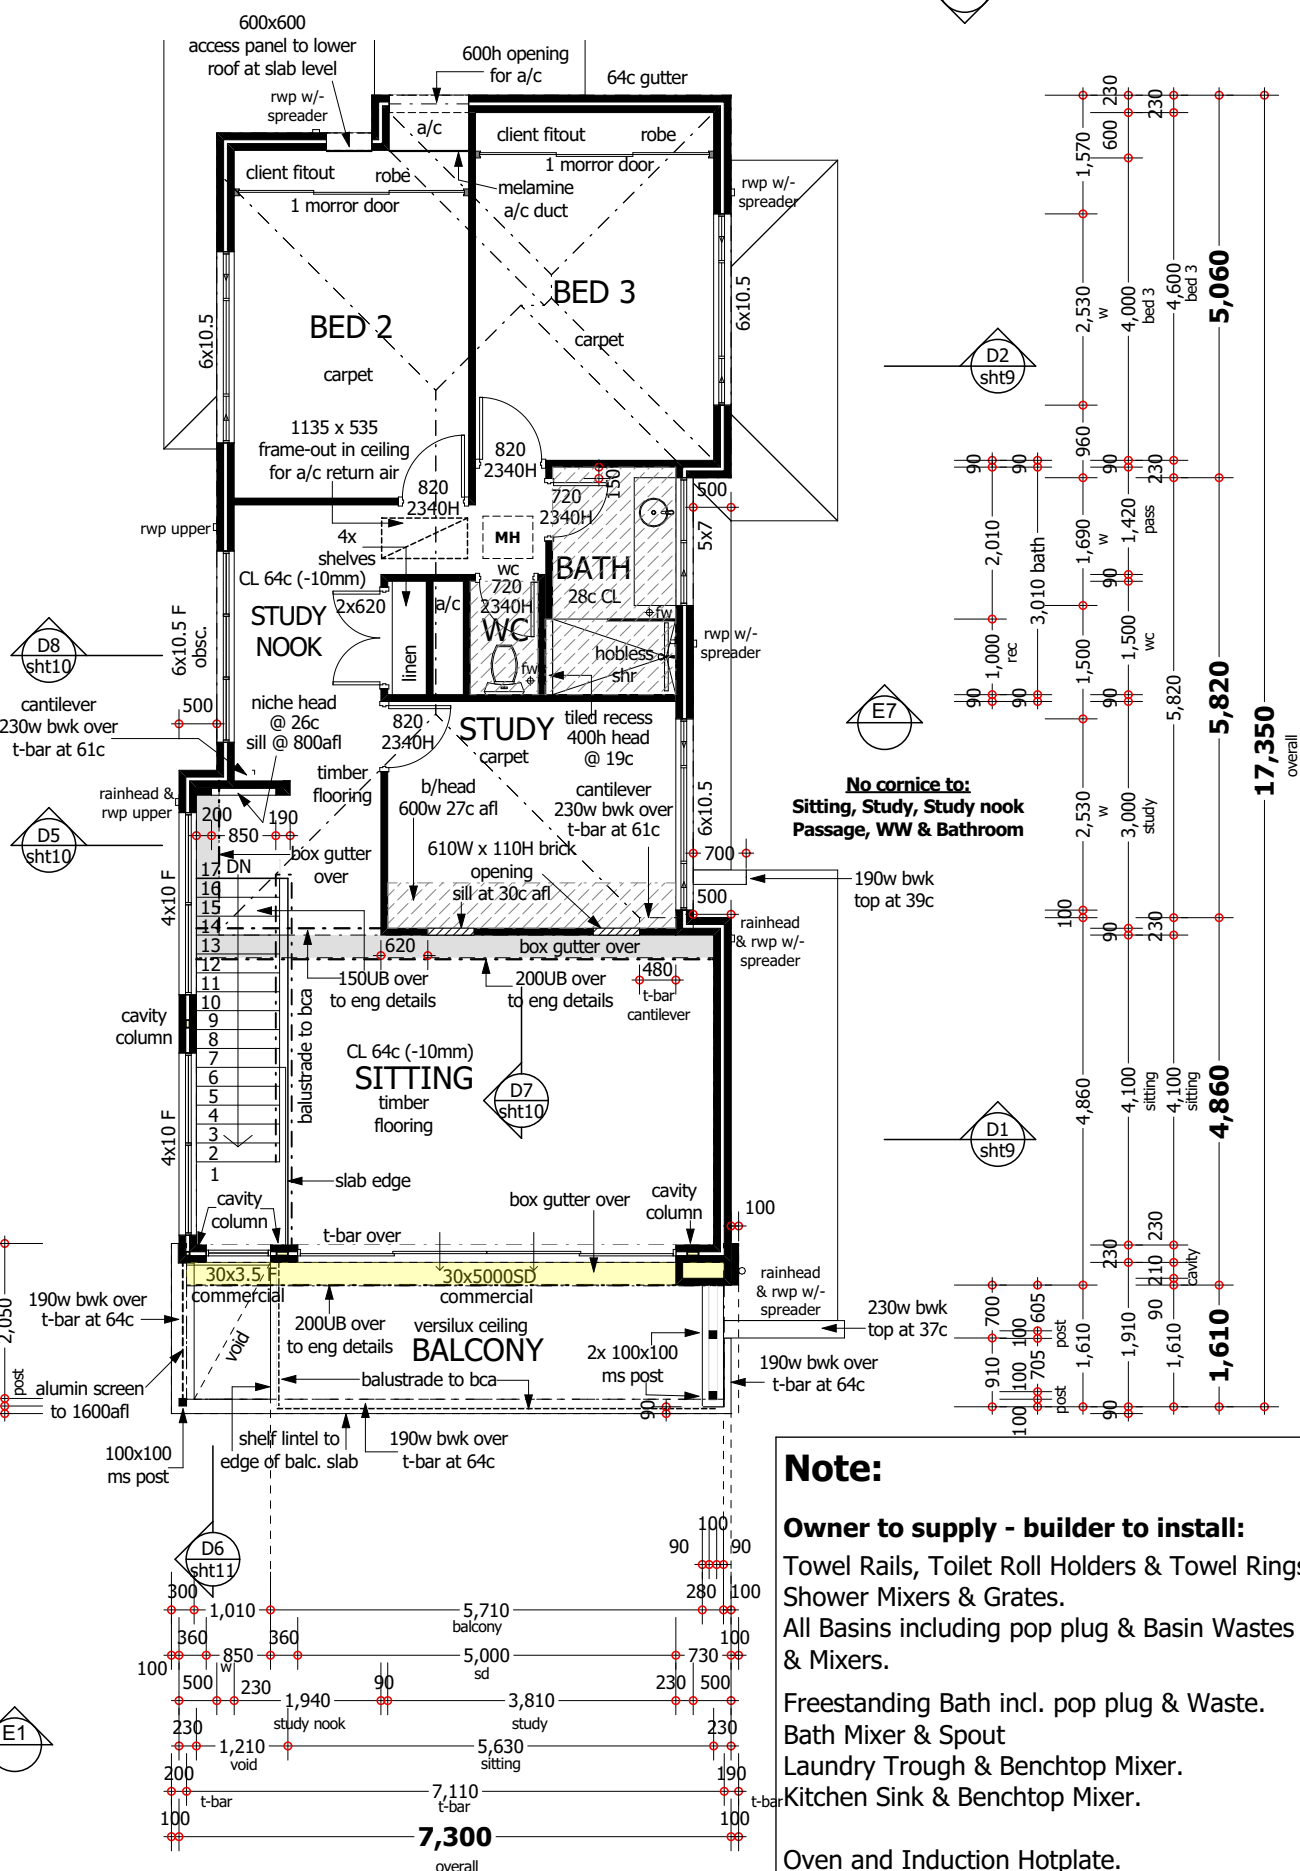 600x600
access panel to lower
roof at slab level
600h opening
for a/c
64c gutter
rwp w/-
spreader
a/c
client fitout
robe
1 morror door
client fitout
robe
1 morror door
melamine
a/c duct
rwp w/-
spreader
6x10.5
BED 2
carpet
BED 3
carpet
6x10.5
1135 x 535
frame-out in ceiling
for a/c return air
820
2340H
820
2340H
720
2340H
150
500
5x7
rwp upper
4x
shelves
MH
wc
720
2340H
BATH
28c CL
CL 64c (-10mm)
STUDY
NOOK
2x620
linen
a/c
WC
fw
fw
hobless
shr
rwp w/-
spreader
6x10.5 F
obsc.
D8
sht10
cantilever
230w bwk over
t-bar at 61c
500
niche head
@ 26c
sill @ 800afl
820
2340H
STUDY
carpet
tiled recess
400h head
@ 19c
timber
flooring
b/head
600w 27c afl
cantilever
230w bwk over
t-bar at 61c
6x10.5
rainhead &
rwp upper
D5
sht10
200
850
190
box gutter
over
610W x 110H brick
opening
sill at 30c afl
700
500
190w bwk
top at 39c
rainhead
& rwp w/-
spreader
4x10 F
DN
17
16
15
14
13
12
11
10
9
8
7
6
5
4
3
2
1
620
box gutter over
150UB over
to eng details
200UB over
to eng details
480
t-bar
cantilever
cavity
column
balustrade to bca
CL 64c (-10mm)
SITTING
timber
flooring
D7
sht10
4x10 F
slab edge
cavity
column
t-bar over
box gutter over
cavity
column
100
30x3.5 F
commercial
30x5000SD
commercial
rainhead
& rwp w/-
spreader
190w bwk over
t-bar at 64c
2,050
post
void
200UB over
to eng details
versilux ceiling
BALCONY
balustrade to bca
2x 100x100
ms post
230w bwk
top at 37c
190w bwk over
t-bar at 64c
90
alumin screen
to 1600afl
100x100
ms post
shelf lintel to
edge of balc. slab
190w bwk over
t-bar at 64c
D6
sht11
E1
D2
sht9
E7
No cornice to:
Sitting, Study, Study nook
Passage, WW & Bathroom
D1
sht9
230
230
600
1,570
2,530
w
4,000
bed 3
4,600
bed 3
5,060
960
90
90
90
230
2,010
3,010 bath
1,690
w
1,420
pass
90
1,000
rec
1,500
1,500
wc
90
90
90
5,820
5,820
17,350
overall
2,530
w
3,000
study
100
90
230
4,860
4,100
sitting
4,100
sitting
4,860
230
230
210
cavity
90
700
605
100
post
910
100
705
post
100
1,610
1,910
1,610
1,610
90
100
90
90
300
1,010
5,710
balcony
280
100
360
850
w
360
5,000
sd
730
100
100
500
230
1,940
study nook
90
3,810
study
230
500
230
1,210
void
5,630
sitting
230
200
t-bar
7,110
t-bar
190
t-bar
100
7,300
overall
100
Note:
Owner to supply - builder to install:
Towel Rails, Toilet Roll Holders & Towel Rings
Shower Mixers & Grates.
All Basins including pop plug & Basin Wastes
& Mixers.
Freestanding Bath incl. pop plug & Waste.
Bath Mixer & Spout
Laundry Trough & Benchtop Mixer.
Kitchen Sink & Benchtop Mixer.
Oven and Induction Hotplate.